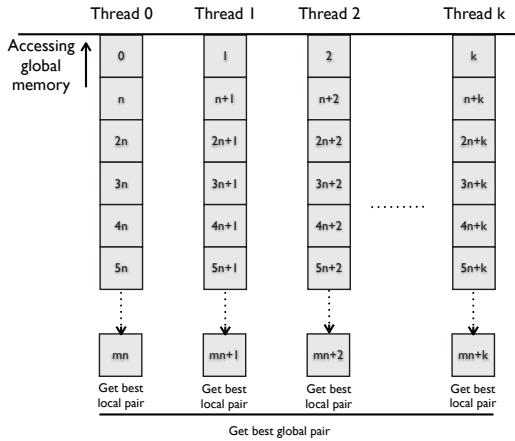 Thread 0 Thread 1 Thread 2 Thread k
Accessing
global
memory
0 1 2 k
n n+1 n+2 n+k
2n 2n+1 2n+2 2n+k
3n 3n+1 3n+2 3n+k
4n 4n+1 4n+2 4n+k
5n 5n+1 5n+2 5n+k
mn mn+1 mn+2 mn+k
Get best Get best Get best Get best
local pair local pair local pair local pair
Get best global pair